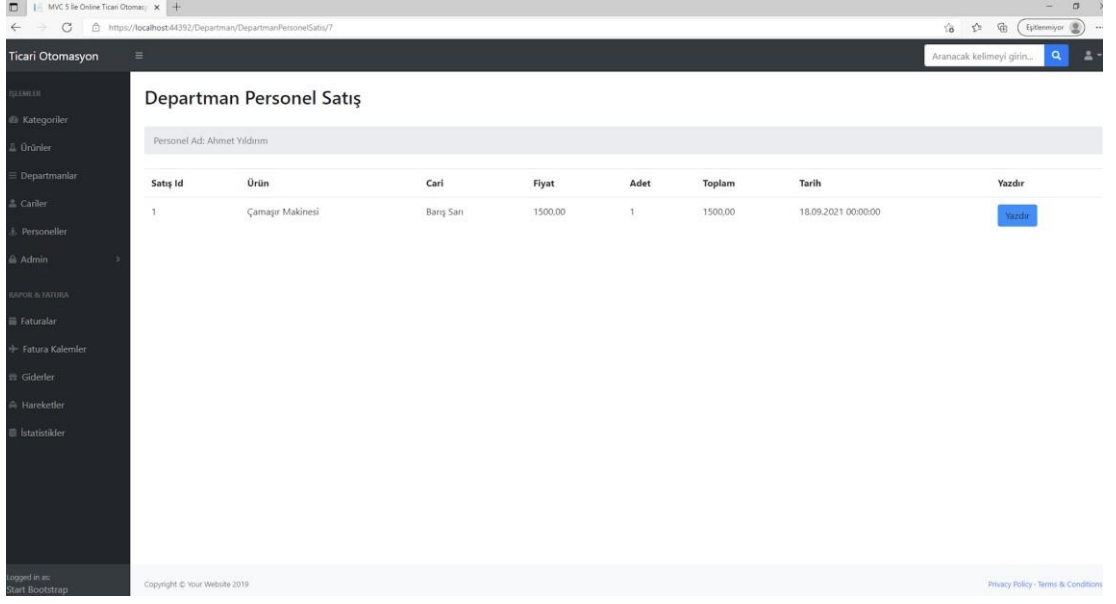 MVC 5 İle Online Ticari Otomasy
https://localhost:44392/Departman/DepartmanPersonelSatis/7
Eşitlenmiyor
Ticari Otomasyon
Aranacak kelimeyi girin...
İŞLEMLER
Kategoriler
Ürünler
Departmanlar
Cariler
Personeller
Admin
RAPOR & FATURA
Faturalar
Fatura Kalemler
Giderler
Hareketler
İstatistikler
Logged in as:
Start Bootstrap
Departman Personel Satış
Personel Ad: Ahmet Yıldırım
Satış Id Ürün Cari Fiyat Adet Toplam Tarih Yazdır
1 Çamaşır Makinesi Barış Sarı 1500,00 1 1500,00 18.09.2021 00:00:00 Yazdır
Copyright © Your Website 2019
Privacy Policy · Terms & Conditions